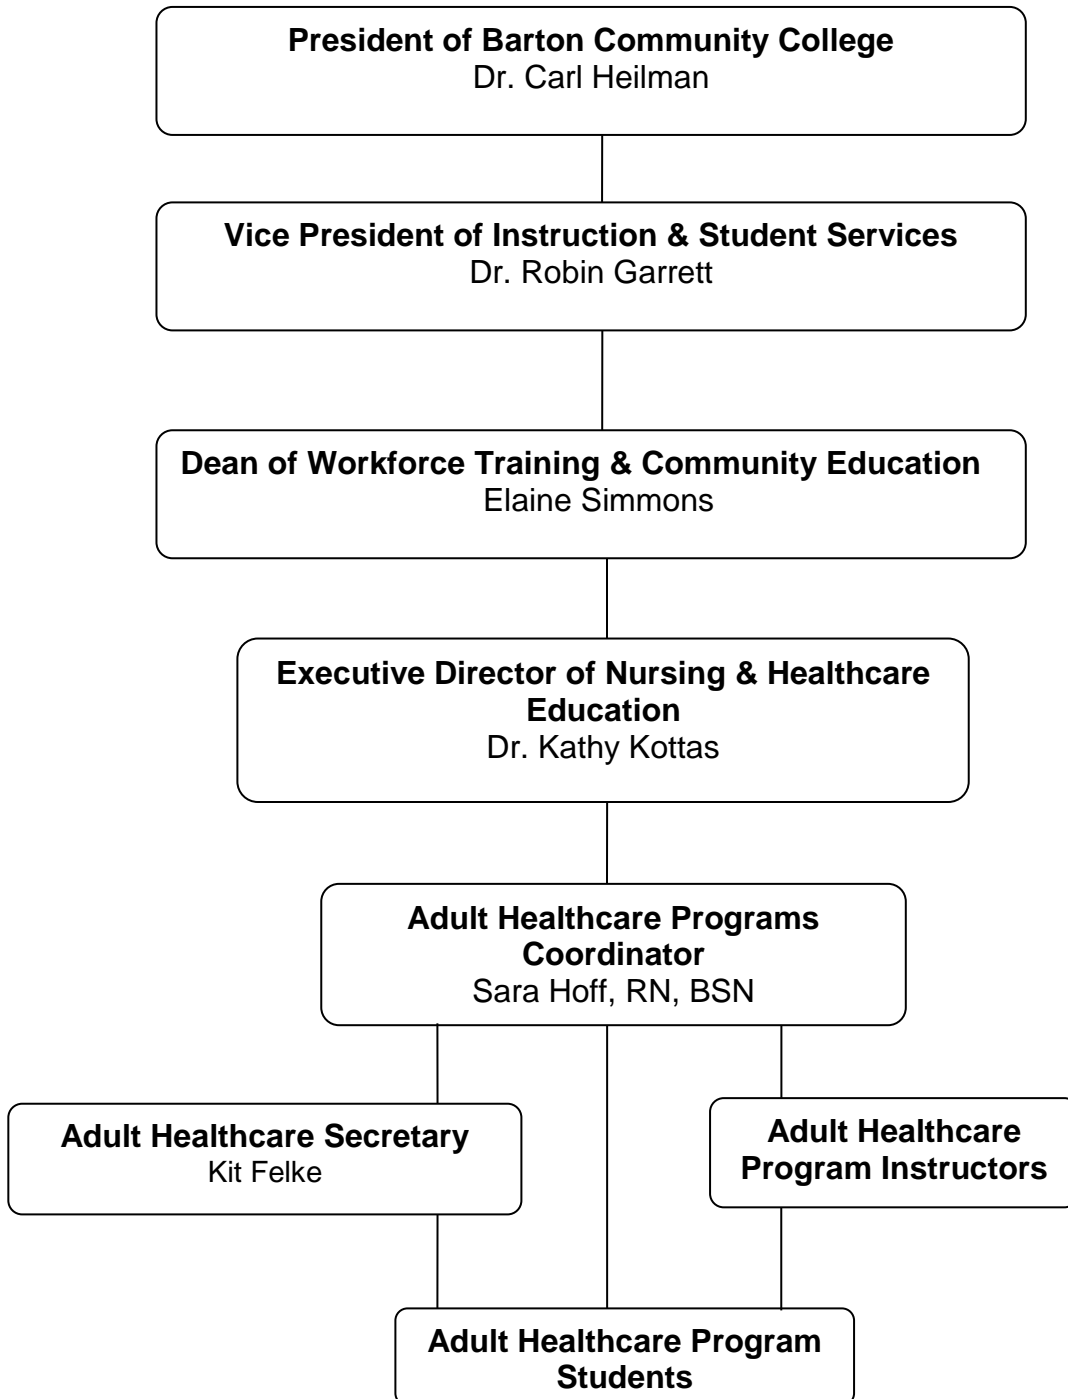 President of Barton Community College
Dr. Carl Heilman
Vice President of Instruction & Student Services
Dr. Robin Garrett
Dean of Workforce Training & Community Education
Elaine Simmons
Executive Director of Nursing & Healthcare
Education
Dr. Kathy Kottas
Adult Healthcare Programs
Coordinator
Sara Hoff, RN, BSN
Adult Healthcare Secretary
Kit Felke
Adult Healthcare
Program Instructors
Adult Healthcare Program
Students